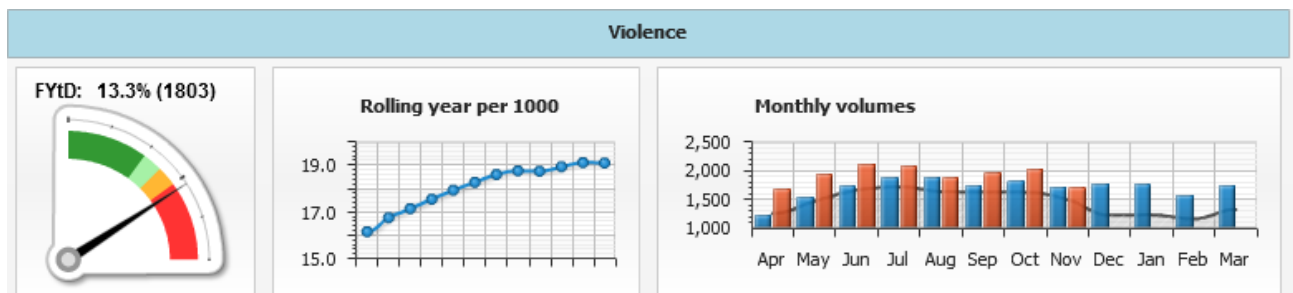 Violence
FYtD: 13.3% (1803)
Rolling year per 1000
19.0
17.0
15.0
Monthly volumes
2,500
2,000
1,500
1,000
Apr May Jun Jul Aug Sep Oct Nov Dec Jan Feb Mar